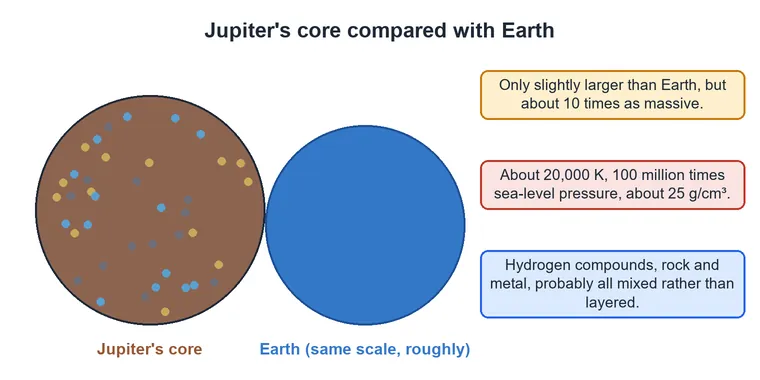 Jupiter's core compared with Earth
Only slightly larger than Earth, but
about 10 times as massive.
About 20,000 K, 100 million times
sea-level pressure, about 25 g/cm³.
Hydrogen compounds, rock and
metal, probably all mixed rather than
layered.
Jupiter's core
Earth (same scale, roughly)